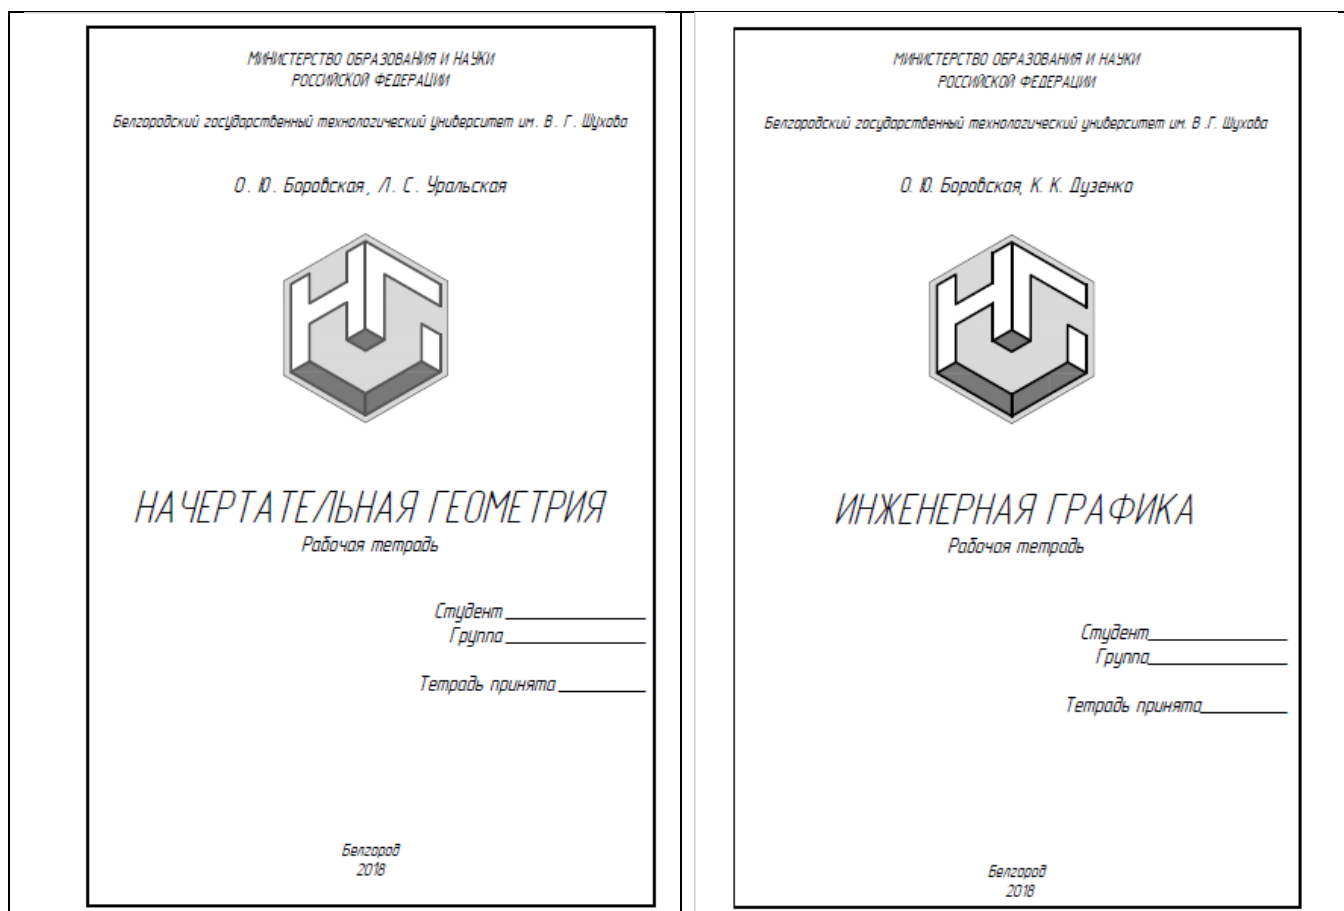 МИНИСТЕРСТВО ОБРАЗОВАНИЯ И НАУКИ
РОССИЙСКОЙ ФЕДЕРАЦИИ
Белгородский государственный технологический университет им. В. Г. Шухова
О. Ю. Боровская, Л. С. Уральская
НГ
НАЧЕРТАТЕЛЬНАЯ ГЕОМЕТРИЯ
Рабочая тетрадь
Студент
Группа
Тетрадь принята
Белгород
2018
МИНИСТЕРСТВО ОБРАЗОВАНИЯ И НАУКИ
РОССИЙСКОЙ ФЕДЕРАЦИИ
Белгородский государственный технологический университет им. В .Г. Шухова
О. Ю. Боровская, К. К. Дузенко
НГ
ИНЖЕНЕРНАЯ ГРАФИКА
Рабочая тетрадь
Студент
Группа
Тетрадь принята
Белгород
2018